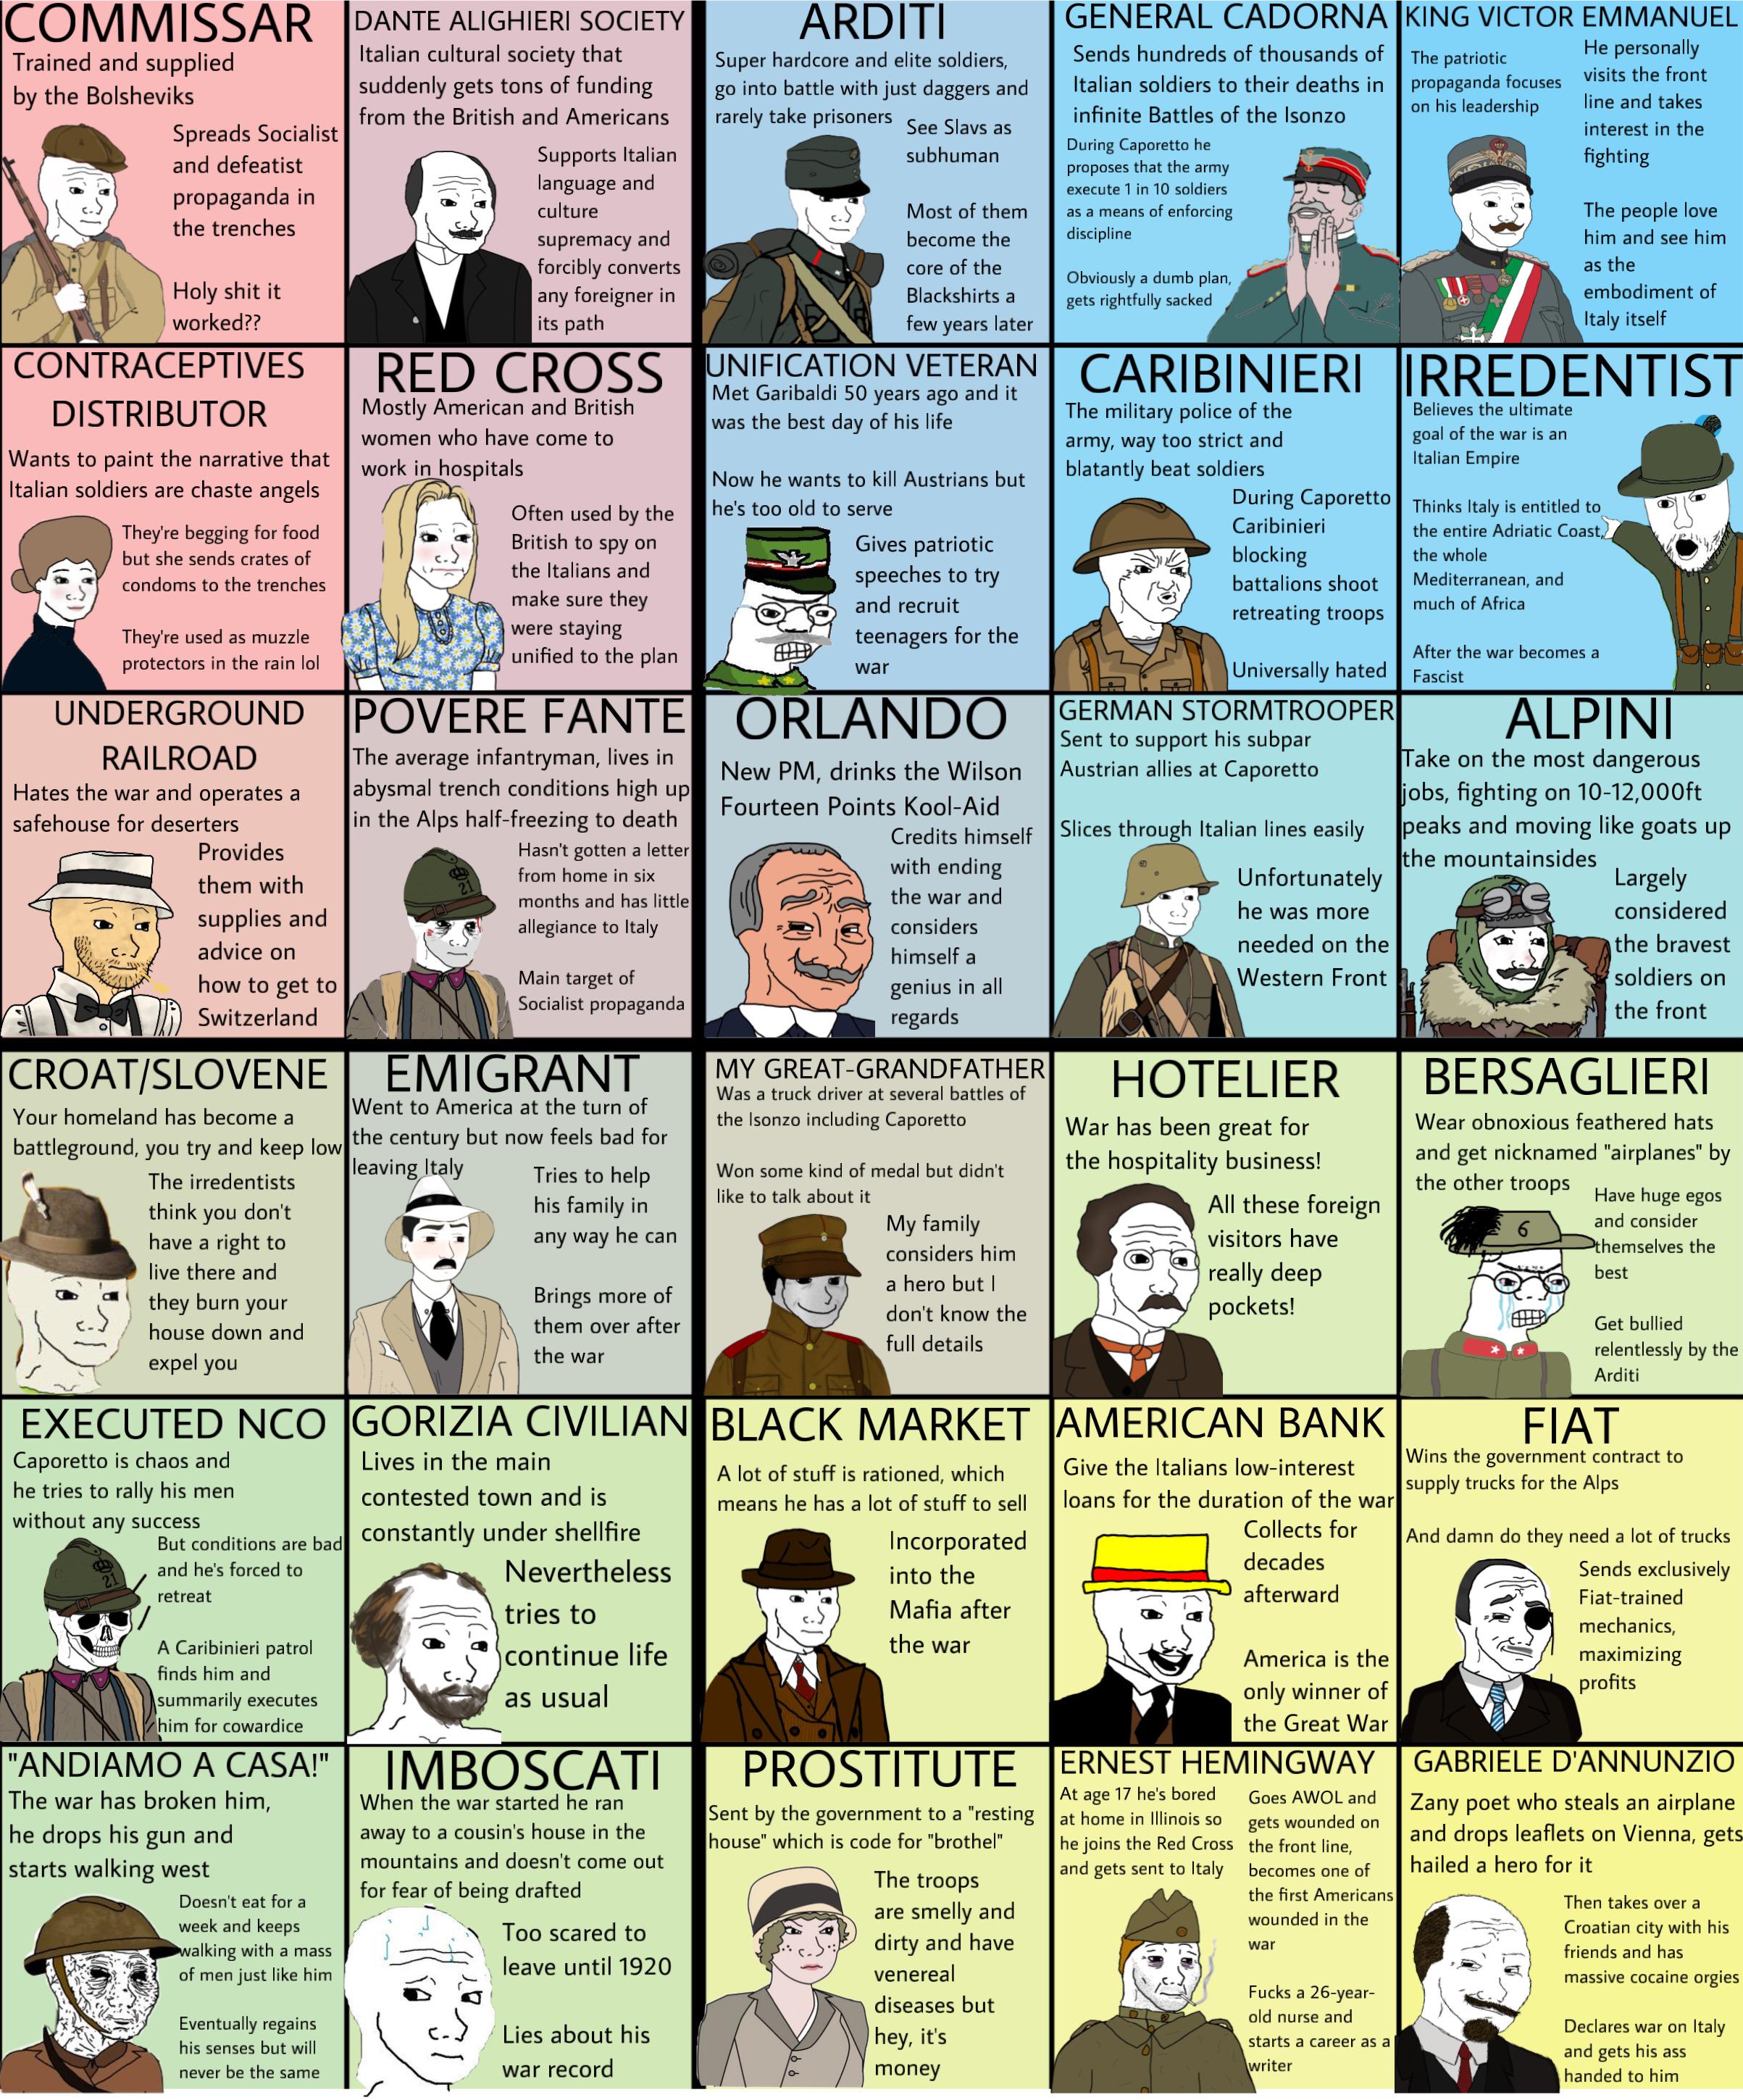 COMMISSAR
Trained and supplied
by the Bolsheviks
Spreads Socialist
and defeatist
propaganda in
the trenches
Holy shit it
worked??
DANTE ALIGHIERI SOCIETY
Italian cultural society that
suddenly gets tons of funding
from the British and Americans
Supports Italian
language and
culture
supremacy and
forcibly converts
any foreigner in
its path
ARDITI
Super hardcore and elite soldiers,
go into battle with just daggers and
rarely take prisoners
See Slavs as
subhuman
Most of them
become the
core of the
Blackshirts a
few years later
GENERAL CADORNA
Sends hundreds of thousands of
Italian soldiers to their deaths in
infinite Battles of the Isonzo
During Caporetto he
proposes that the army
execute 1 in 10 soldiers
as a means of enforcing
discipline
Obviously a dumb plan,
gets rightfully sacked
KING VICTOR EMMANUEL
The patriotic
propaganda focuses
on his leadership
He personally
visits the front
line and takes
interest in the
fighting
The people love
him and see him
as the
embodiment of
Italy itself
CONTRACEPTIVES
DISTRIBUTOR
Wants to paint the narrative that
Italian soldiers are chaste angels
They're begging for food
but she sends crates of
condoms to the trenches
They're used as muzzle
protectors in the rain lol
RED CROSS
Mostly American and British
women who have come to
work in hospitals
Often used by the
British to spy on
the Italians and
make sure they
were staying
unified to the plan
UNIFICATION VETERAN
Met Garibaldi 50 years ago and it
was the best day of his life
Now he wants to kill Austrians but
he's too old to serve
Gives patriotic
speeches to try
and recruit
teenagers for the
war
CARIBINIERI
The military police of the
army, way too strict and
blatantly beat soldiers
During Caporetto
Caribinieri
blocking
battalions shoot
retreating troops
Universally hated
IRREDENTIST
Believes the ultimate
goal of the war is an
Italian Empire
Thinks Italy is entitled to
the entire Adriatic Coast,
the whole
Mediterranean, and
much of Africa
After the war becomes a
Fascist
UNDERGROUND
RAILROAD
Hates the war and operates a
safehouse for deserters
Provides
them with
supplies and
advice on
how to get to
Switzerland
POVERE FANTE
The average infantryman, lives in
abysmal trench conditions high up
in the Alps half-freezing to death
Hasn't gotten a letter
from home in six
months and has little
allegiance to Italy
Main target of
Socialist propaganda
21
ORLANDO
New PM, drinks the Wilson
Fourteen Points Kool-Aid
Credits himself
with ending
the war and
considers
himself a
genius in all
regards
GERMAN STORMTROOPER
Sent to support his subpar
Austrian allies at Caporetto
Slices through Italian lines easily
Unfortunately
he was more
needed on the
Western Front
ALPINI
Take on the most dangerous
jobs, fighting on 10-12,000ft
peaks and moving like goats up
the mountainsides
Largely
considered
the bravest
soldiers on
the front
CROAT/SLOVENE
Your homeland has become a
battleground, you try and keep low
The irredentists
think you don't
have a right to
live there and
they burn your
house down and
expel you
EMIGRANT
Went to America at the turn of
the century but now feels bad for
leaving Italy
Tries to help
his family in
any way he can
Brings more of
them over after
the war
MY GREAT-GRANDFATHER
Was a truck driver at several battles of
the Isonzo including Caporetto
Won some kind of medal but didn't
like to talk about it
My family
considers him
a hero but I
don't know the
full details
HOTELIER
War has been great for
the hospitality business!
All these foreign
visitors have
really deep
pockets!
BERSAGLIERI
Wear obnoxious feathered hats
and get nicknamed "airplanes" by
the other troops
Have huge egos
and consider
themselves the
best
Get bullied
relentlessly by the
Arditi
6
EXECUTED NCO
Caporetto is chaos and
he tries to rally his men
without any success
But conditions are bad
and he's forced to
retreat
A Caribinieri patrol
finds him and
summarily executes
him for cowardice
21
GORIZIA CIVILIAN
Lives in the main
contested town and is
constantly under shellfire
Nevertheless
tries to
continue life
as usual
BLACK MARKET
A lot of stuff is rationed, which
means he has a lot of stuff to sell
Incorporated
into the
Mafia after
the war
AMERICAN BANK
Give the Italians low-interest
loans for the duration of the war
Collects for
decades
afterward
America is the
only winner of
the Great War
FIAT
Wins the government contract to
supply trucks for the Alps
And damn do they need a lot of trucks
Sends exclusively
Fiat-trained
mechanics,
maximizing
profits
"ANDIAMO A CASA!"
The war has broken him,
he drops his gun and
starts walking west
Doesn't eat for a
week and keeps
walking with a mass
of men just like him
Eventually regains
his senses but will
never be the same
IMBOSCATI
When the war started he ran
away to a cousin's house in the
mountains and doesn't come out
for fear of being drafted
Too scared to
leave until 1920
Lies about his
war record
PROSTITUTE
Sent by the government to a "resting
house" which is code for "brothel"
The troops
are smelly and
dirty and have
venereal
diseases but
hey, it's
money
ERNEST HEMINGWAY
At age 17 he's bored
at home in Illinois so
he joins the Red Cross
and gets sent to Italy
Goes AWOL and
gets wounded on
the front line,
becomes one of
the first Americans
wounded in the
war
Fucks a 26-year-
old nurse and
starts a career as a
writer
GABRIELE D'ANNUNZIO
Zany poet who steals an airplane
and drops leaflets on Vienna, gets
hailed a hero for it
Then takes over a
Croatian city with his
friends and has
massive cocaine orgies
Declares war on Italy
and gets his ass
handed to him